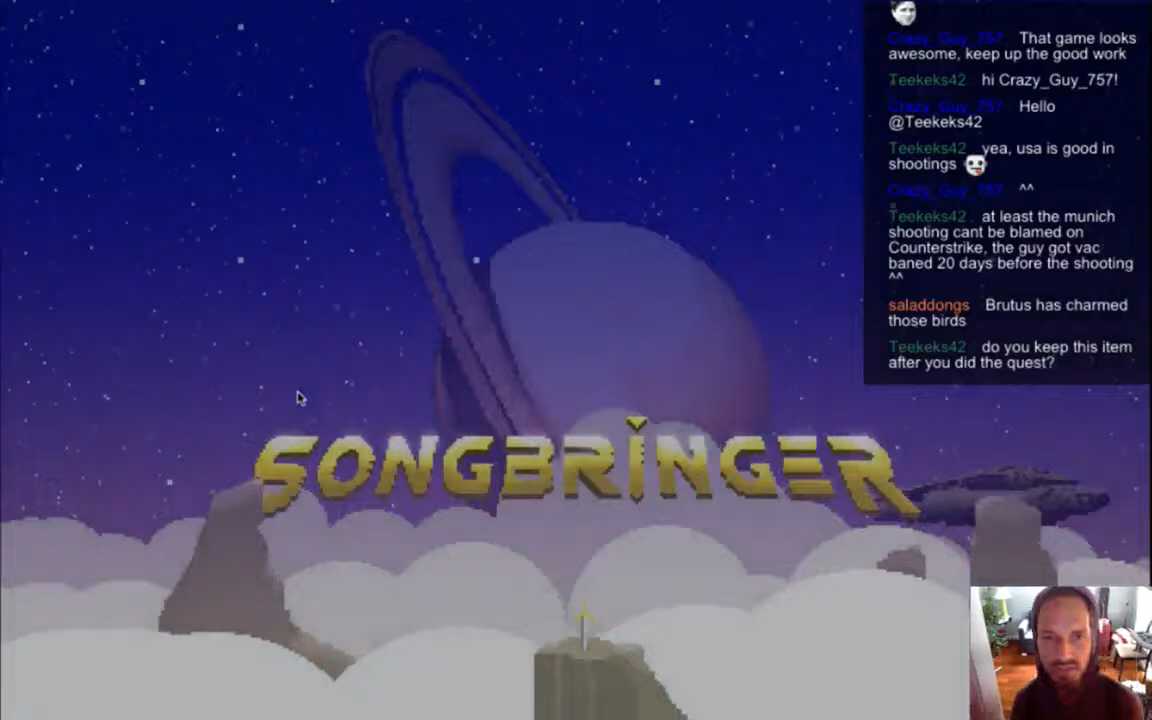 Crazy_Guy_757 : That game looks
awesome, keep up the good work
Teekeks42 : hi Crazy_Guy_757!
Crazy_Guy_757 : Hello
@Teekeks42
Teekeks42 : yea, usa is good in
shootings
Crazy_Guy_757 : ^^
Teekeks42 : at least the munich
shooting cant be blamed on
Counterstrike, the guy got vac
baned 20 days before the shooting
^^
saladdongs : Brutus has charmed
those birds
Teekeks42 : do you keep this item
after you did the quest?
SONGBRINGER